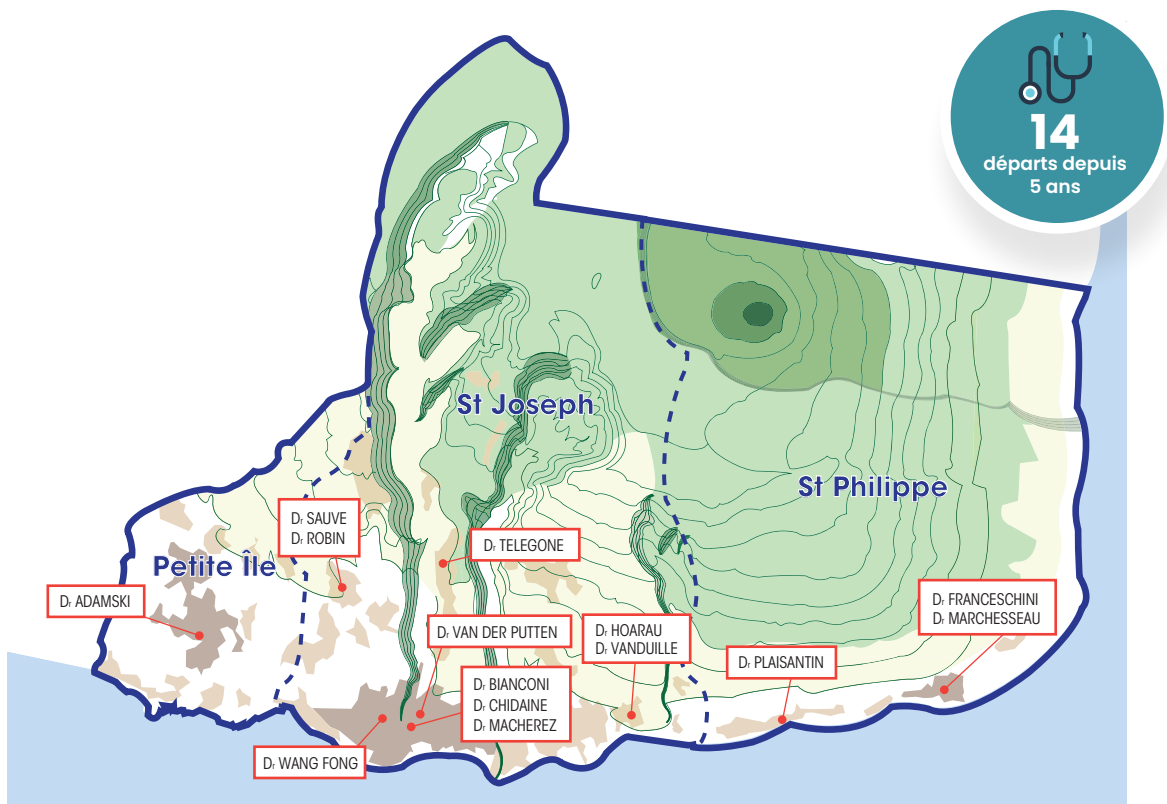 14
départs depuis
5 ans
St Joseph
St Philippe
Petite Île
Dr SAUVE
Dr ROBIN
Dr TELEGONE
Dr ADAMSKI
Dr VAN DER PUTTEN
Dr HOARAU
Dr VANDUILLE
Dr FRANCESCHINI
Dr MARCHESSEAU
Dr PLAISANTIN
Dr BIANCONI
Dr CHIDAINE
Dr MACHEREZ
Dr WANG FONG